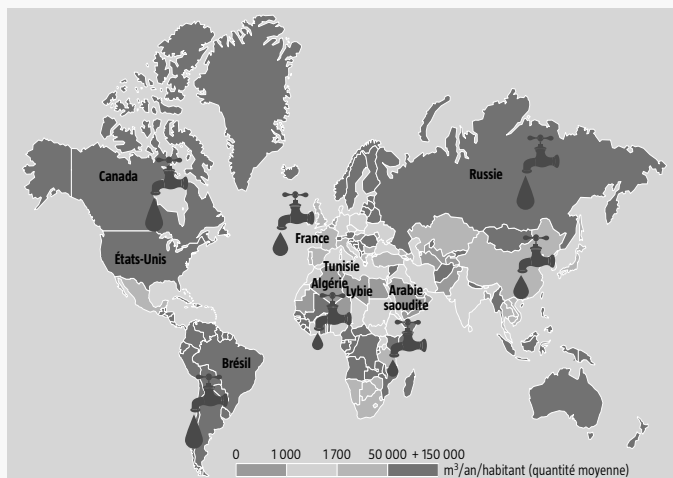 Canada
Russie
États-Unis
France
Tunisie
Algérie
Lybie
Arabie
saoudite
Brésil
0 1 000 1 700 50 000 + 150 000
m³/an/habitant (quantité moyenne)